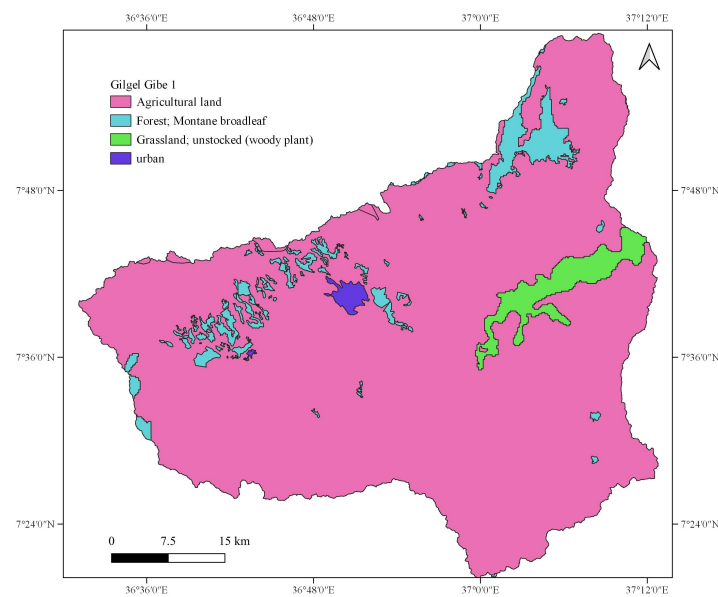 36°36'0"E 36°48'0"E 37°0'0"E 37°12'0"E
Gilgel Gibe 1
Agricultural land
Forest; Montane broadleaf
Grassland; unstocked (woody plant)
urban
7°48'0"N 7°48'0"N
7°36'0"N 7°36'0"N
7°24'0"N 7°24'0"N
0 7.5 15 km
36°36'0"E 36°48'0"E 37°0'0"E 37°12'0"E